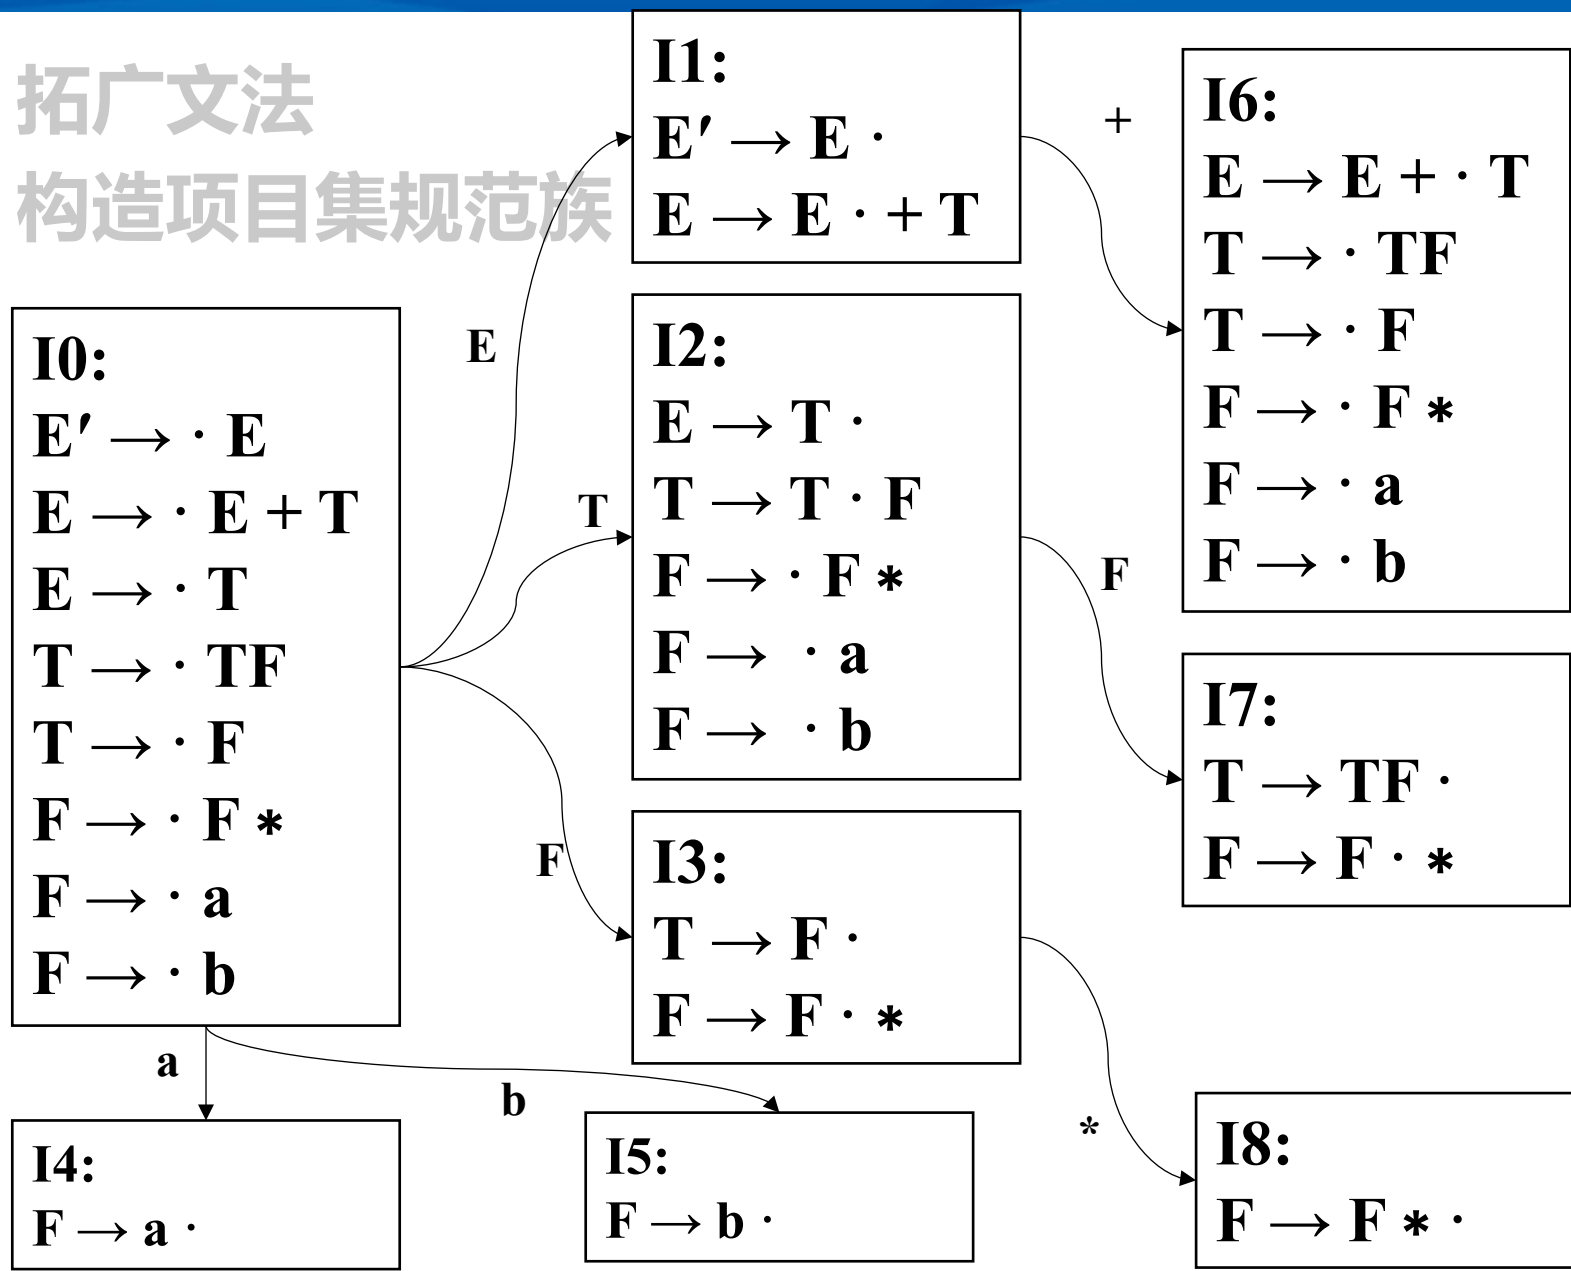 拓广文法
构造项目集规范族
I0:
E′ → · E
E → · E + T
E → · T
T → · TF
T → · F
F → · F *
F → · a
F → · b
E
T
F
a
b
I1:
E′ → E ·
E → E · + T
I2:
E → T ·
T → T · F
F → · F *
F → · a
F → · b
I3:
T → F ·
F → F · *
I4:
F → a ·
I5:
F → b ·
+
F
*
I6:
E → E + · T
T → · TF
T → · F
F → · F *
F → · a
F → · b
I7:
T → TF ·
F → F · *
I8:
F → F * ·